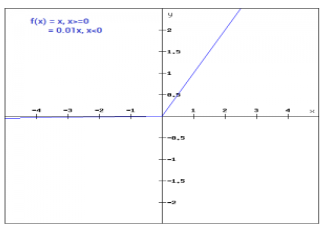 y
f(x) = x, x>=0
= 0.01x, x<0
2
1.5
1
0.5
-4 -3 -2 -1 1 2 3 4 x
-0.5
-1
-1.5
-2